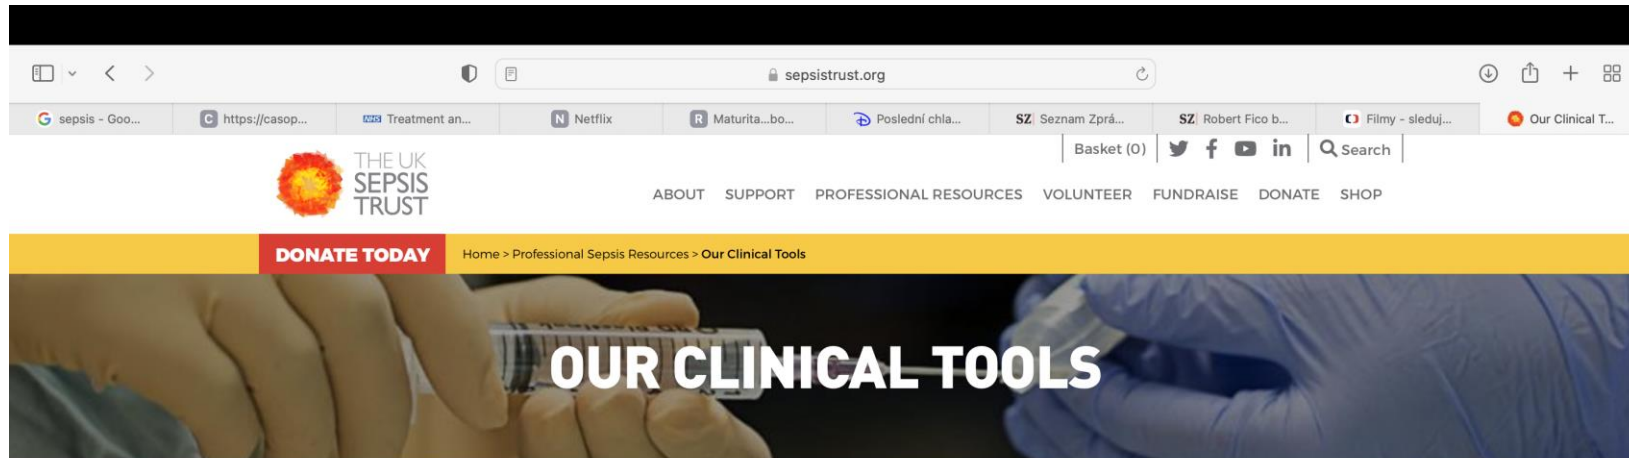 sepsistrust.org
sepsis - Goo...
https://casop...
NHS Treatment an...
N Netflix
R Maturita...bo...
Poslední chla...
SZ Seznam Zprá...
SZ Robert Fico b...
Filmy - sleduj...
Our Clinical T...
Basket (0)
Search
THE UK
SEPSIS
TRUST
ABOUT SUPPORT PROFESSIONAL RESOURCES VOLUNTEER FUNDRAISE DONATE SHOP
DONATE TODAY
Home > Professional Sepsis Resources > Our Clinical Tools
OUR CLINICAL TOOLS